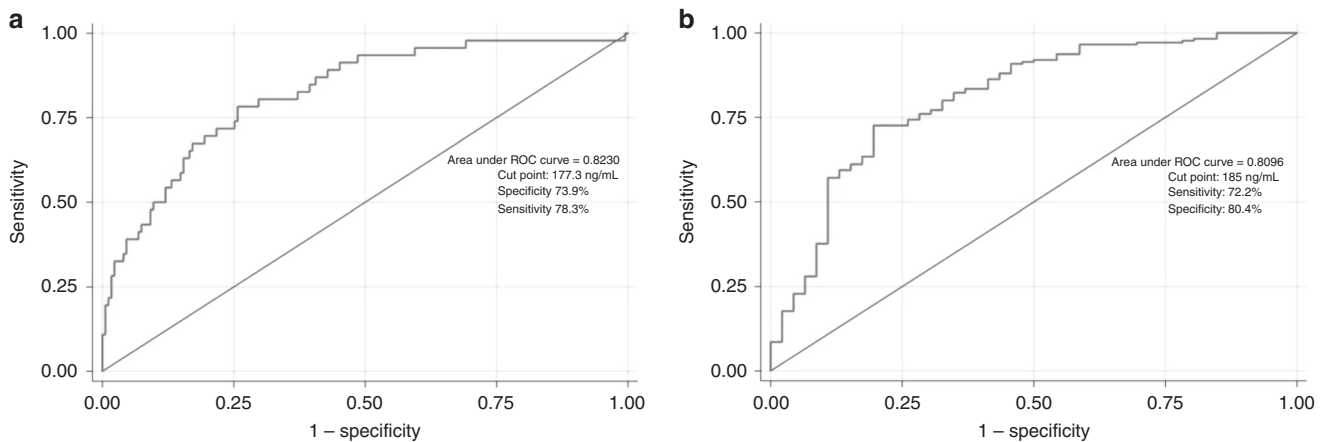 a
1.00
0.75
0.50
0.25
0.00
Sensitivity
Area under ROC curve = 0.8230
Cut point: 177.3 ng/mL
Specificity 73.9%
Sensitivity 78.3%
0.00 0.25 0.50 0.75 1.00
1 – specificity
b
1.00
0.75
0.50
0.25
0.00
Sensitivity
Area under ROC curve = 0.8096
Cut point: 185 ng/mL
Sensitivity: 72.2%
Specificity: 80.4%
0.00 0.25 0.50 0.75 1.00
1 – specificity